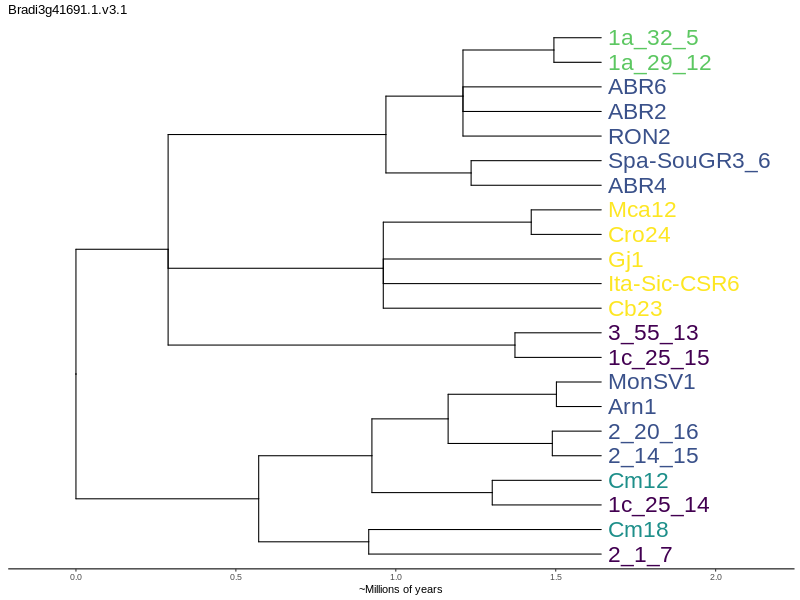 Bradi3g41691.1.v3.1
1a_32_5
1a_29_12
ABR6
ABR2
RON2
Spa-SouGR3_6
ABR4
Mca12
Cro24
Gj1
Ita-Sic-CSR6
Cb23
3_55_13
1c_25_15
MonSV1
Arn1
2_20_16
2_14_15
Cm12
1c_25_14
Cm18
2_1_7
0.0 0.5 1.0 1.5 2.0
~Millions of years